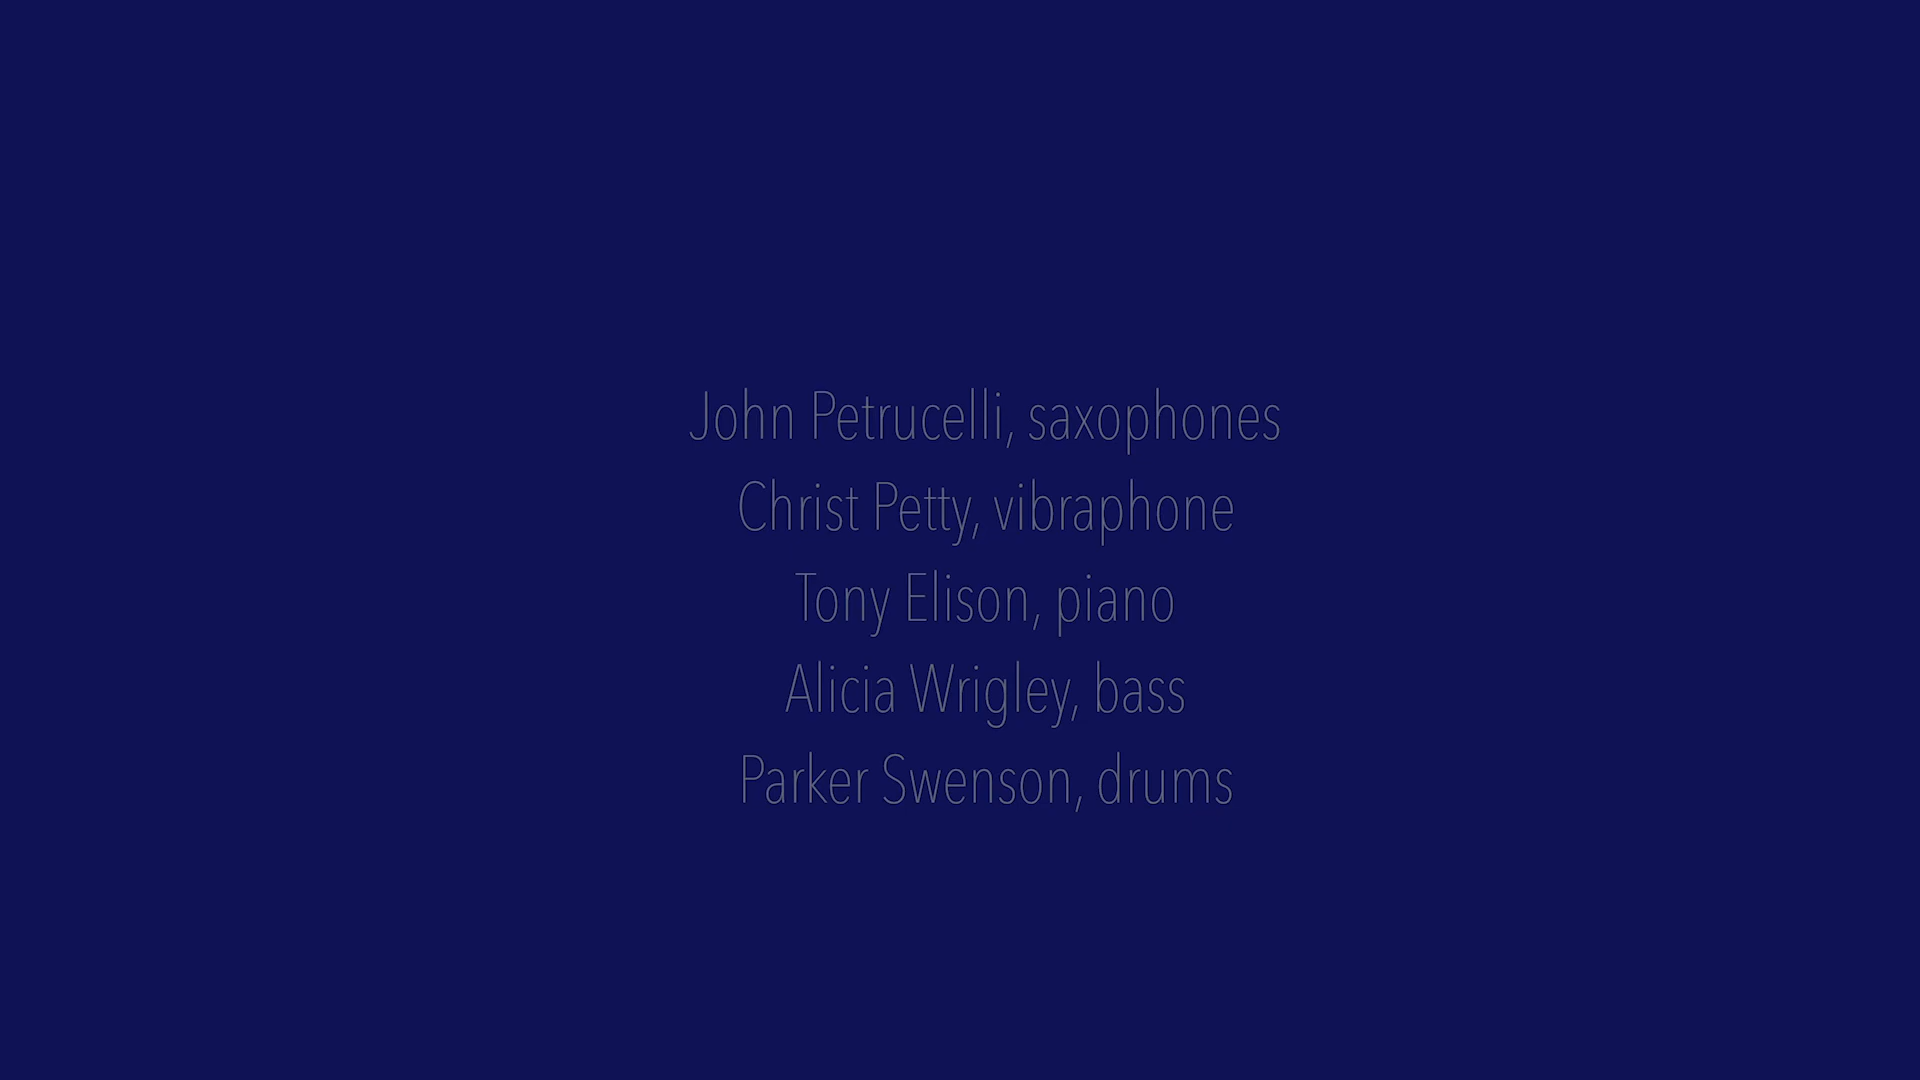 John Petrucelli, saxophones
Christ Petty, vibraphone
Tony Elison, piano
Alicia Wrigley, bass
Parker Swenson, drums